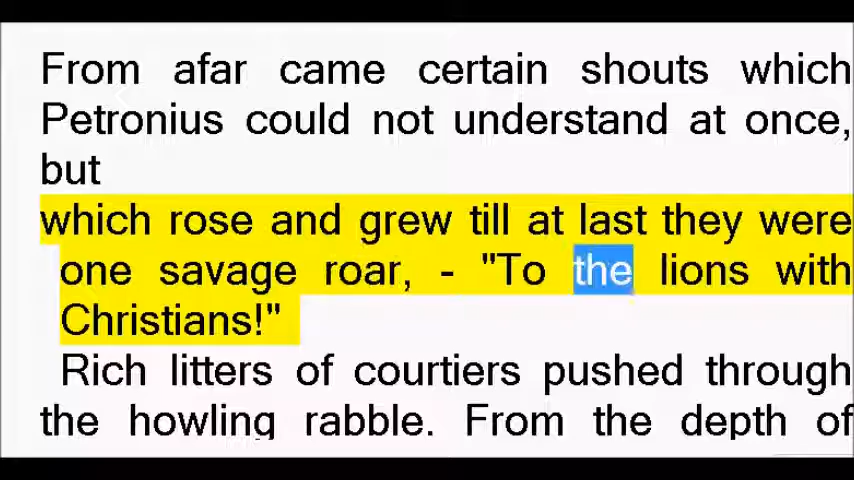 From afar came certain shouts which
Petronius could not understand at once,
but
which rose and grew till at last they were
one savage roar, - "To the lions with
Christians!"
Rich litters of courtiers pushed through
the howling rabble. From the depth of